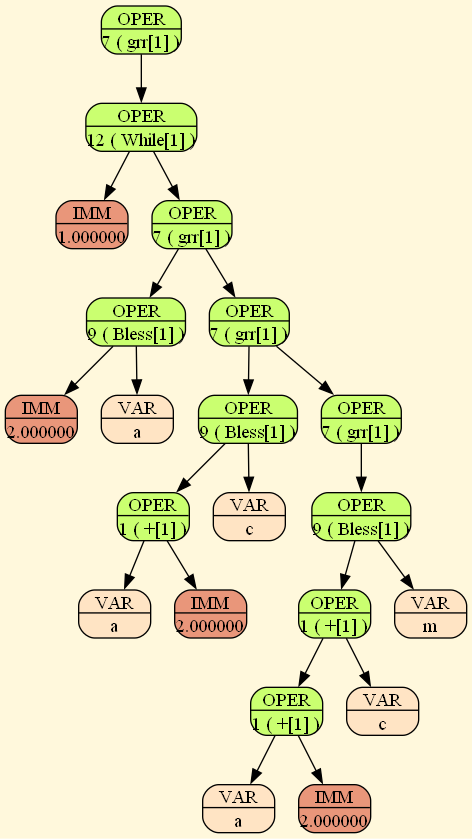 OPER
7 ( grr[1] )
OPER
12 ( While[1] )
IMM
1.000000
OPER
7 ( grr[1] )
OPER
9 ( Bless[1] )
OPER
7 ( grr[1] )
IMM
2.000000
VAR
a
OPER
9 ( Bless[1] )
OPER
7 ( grr[1] )
OPER
1 ( +[1] )
VAR
c
OPER
9 ( Bless[1] )
VAR
a
IMM
2.000000
OPER
1 ( +[1] )
VAR
m
OPER
1 ( +[1] )
VAR
c
VAR
a
IMM
2.000000